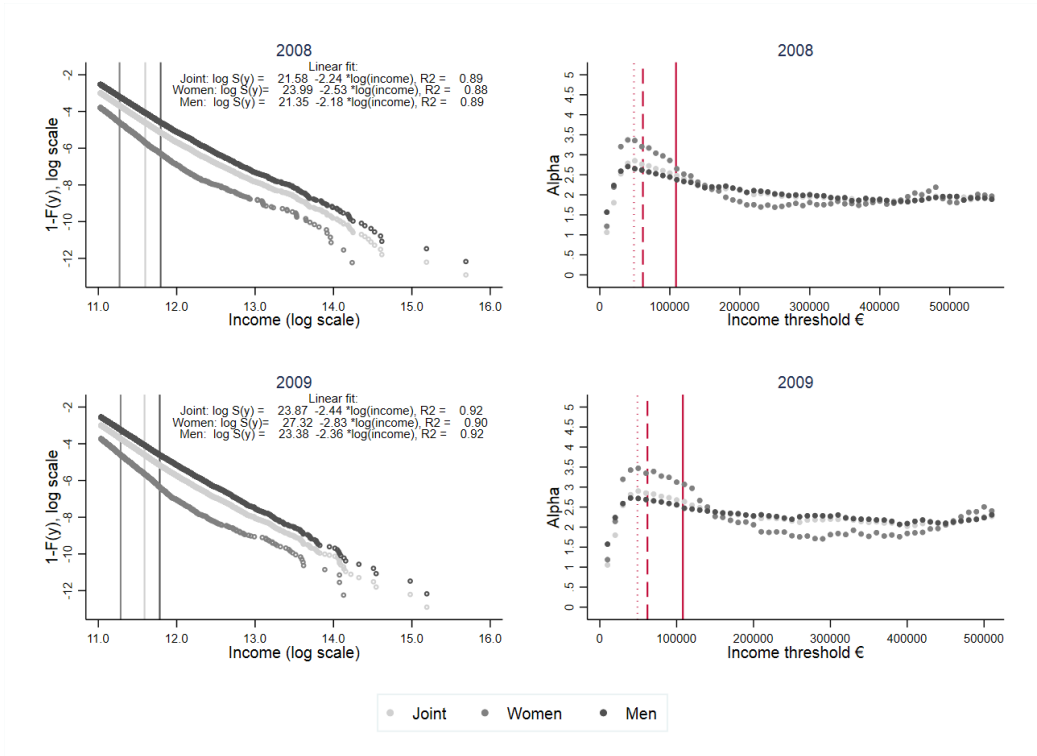 2008
Linear fit:
Joint: log S(y) = 21.58 -2.24 *log(income), R2 = 0.89
Women: log S(y)= 23.99 -2.53 *log(income), R2 = 0.88
Men: log S(y) = 21.35 -2.18 *log(income), R2 = 0.89
1-F(y), log scale
-2
-4
-6
-8
-10
-12
11.0 12.0 13.0 14.0 15.0 16.0
Income (log scale)
2008
Alpha
5
4.5
4
3.5
3
2.5
2
1.5
1
.5
0
0 100000 200000 300000 400000 500000
Income threshold €
2009
Linear fit:
Joint: log S(y) = 23.87 -2.44 *log(income), R2 = 0.92
Women: log S(y)= 27.32 -2.83 *log(income), R2 = 0.90
Men: log S(y) = 23.38 -2.36 *log(income), R2 = 0.92
1-F(y), log scale
-2
-4
-6
-8
-10
-12
11.0 12.0 13.0 14.0 15.0 16.0
Income (log scale)
2009
Alpha
5
4.5
4
3.5
3
2.5
2
1.5
1
.5
0
0 100000 200000 300000 400000 500000
Income threshold €
Joint Women Men